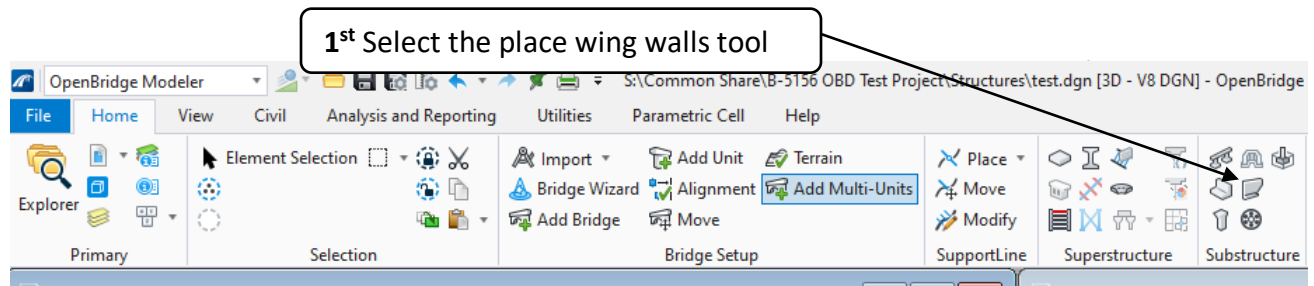 1st Select the place wing walls tool
OpenBridge Modeler
S:\Common Share\B-5156 OBD Test Project\Structures\test.dgn [3D - V8 DGN] - OpenBridge
File Home View Civil Analysis and Reporting Utilities Parametric Cell Help
Element Selection Import Add Unit Terrain Place
Explorer Bridge Wizard Alignment Add Multi-Units Move
Add Bridge Move Modify
Primary Selection Bridge Setup SupportLine Superstructure Substructure